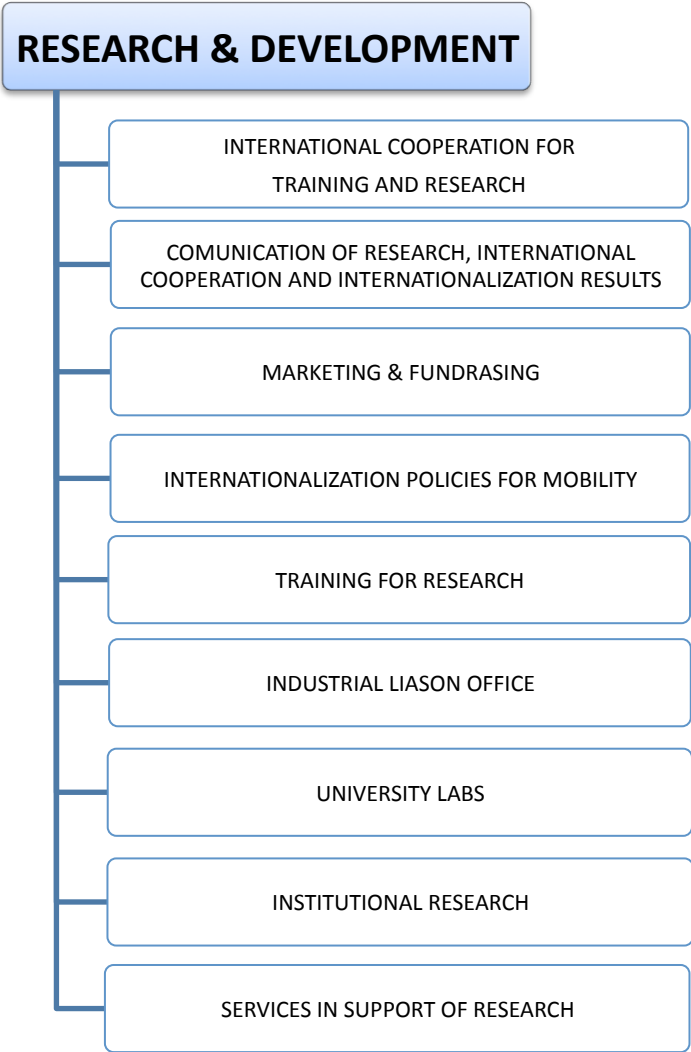 RESEARCH & DEVELOPMENT
INTERNATIONAL COOPERATION FOR
TRAINING AND RESEARCH
COMUNICATION OF RESEARCH, INTERNATIONAL
COOPERATION AND INTERNATIONALIZATION RESULTS
MARKETING & FUNDRASING
INTERNATIONALIZATION POLICIES FOR MOBILITY
TRAINING FOR RESEARCH
INDUSTRIAL LIASON OFFICE
UNIVERSITY LABS
INSTITUTIONAL RESEARCH
SERVICES IN SUPPORT OF RESEARCH